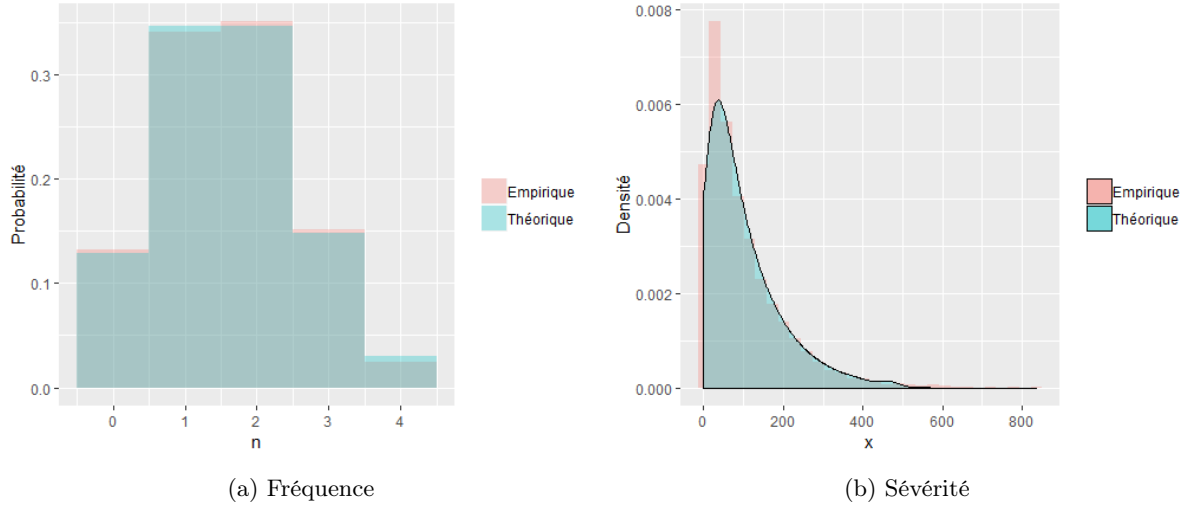 Probabilité
0.3
0.2
0.1
0.0
0 1 2 3 4
n
Empirique
Théorique
(a) Fréquence
Densité
0.008
0.006
0.004
0.002
0.000
0 200 400 600 800
x
Empirique
Théorique
(b) Sévérité